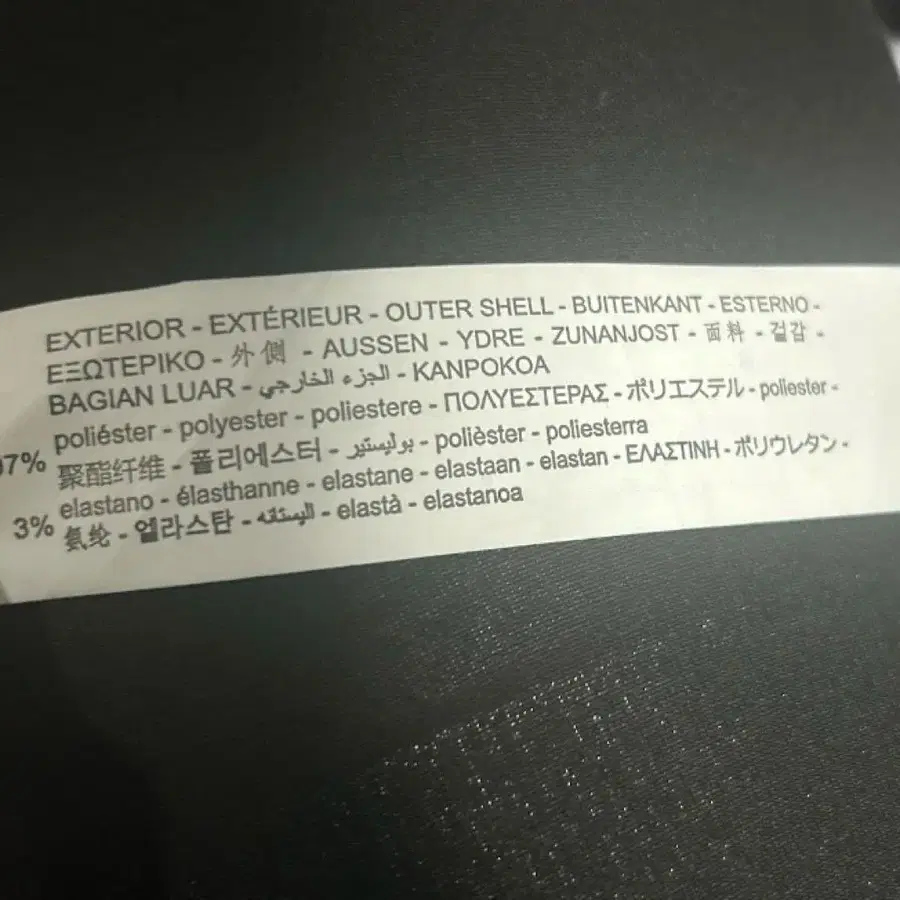 EXTERIOR - EXTÉRIEUR - OUTER SHELL - BUITENKANT - ESTERNO -
ΕΞΩΤΕΡΙΚΟ - 外側 - AUSSEN - YDRE - ZUNANJOST - 面料 - 겉감 -
BAGIAN LUAR - الجزء الخارجي - KANPOKOA
97% poliéster - polyester - poliestere - ΠΟΛΥΕΣΤΕΡΑΣ - ポリエステル - poliester -
聚酯纤维 - 폴리에스터 - بوليستير - polièster - poliesterra
3% elastano - élasthanne - elastane - elastaan - elastan - ΕΛΑΣΤΙΝΗ - ポリウレタン -
氨纶 - 엘라스탄 - اليستانه - elastà - elastanoa